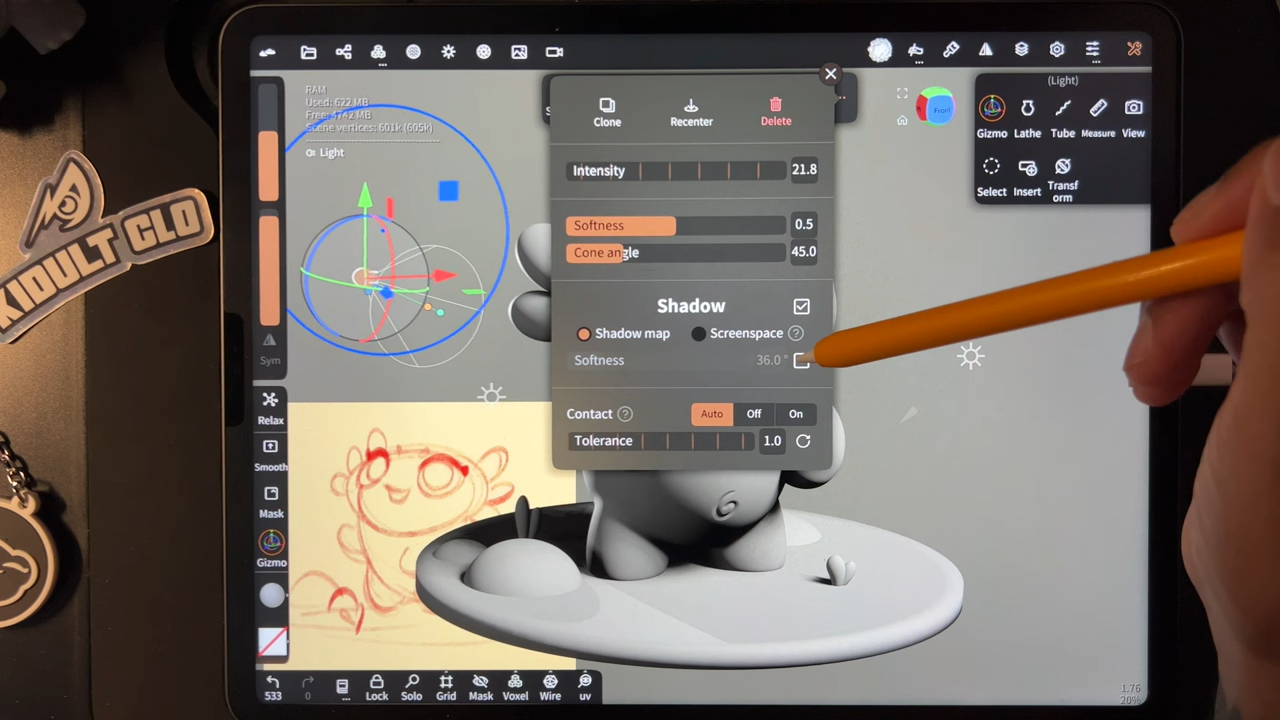 KIDULT CLO
RAM
Used: 622 MB
Free: 4742 MB
Scene vertices: 601k (605k)
Light
Sym
Relax
Smooth
Mask
Gizmo
Clone
Recenter
Delete
Intensity 21.8
Softness 0.5
Cone angle 45.0
Shadow
Shadow map Screenspace ?
Softness 36.0 °
Contact ? Auto Off On
Tolerance 1.0
Front
(Light)
Gizmo Lathe Tube Measure View
Select Insert Transf
orm
533 0 Lock Solo Grid Mask Voxel Wire uv
1.76
20%